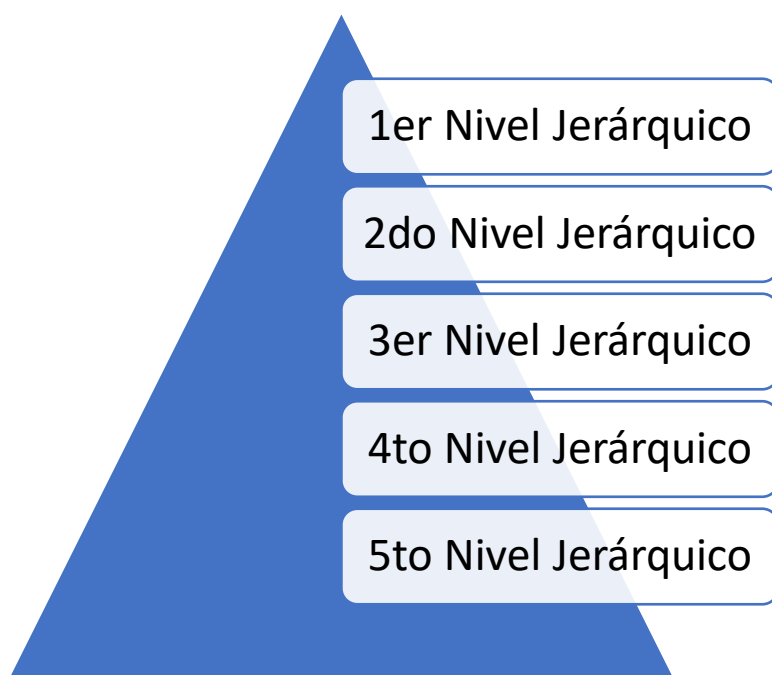 1er Nivel Jerárquico
2do Nivel Jerárquico
3er Nivel Jerárquico
4to Nivel Jerárquico
5to Nivel Jerárquico